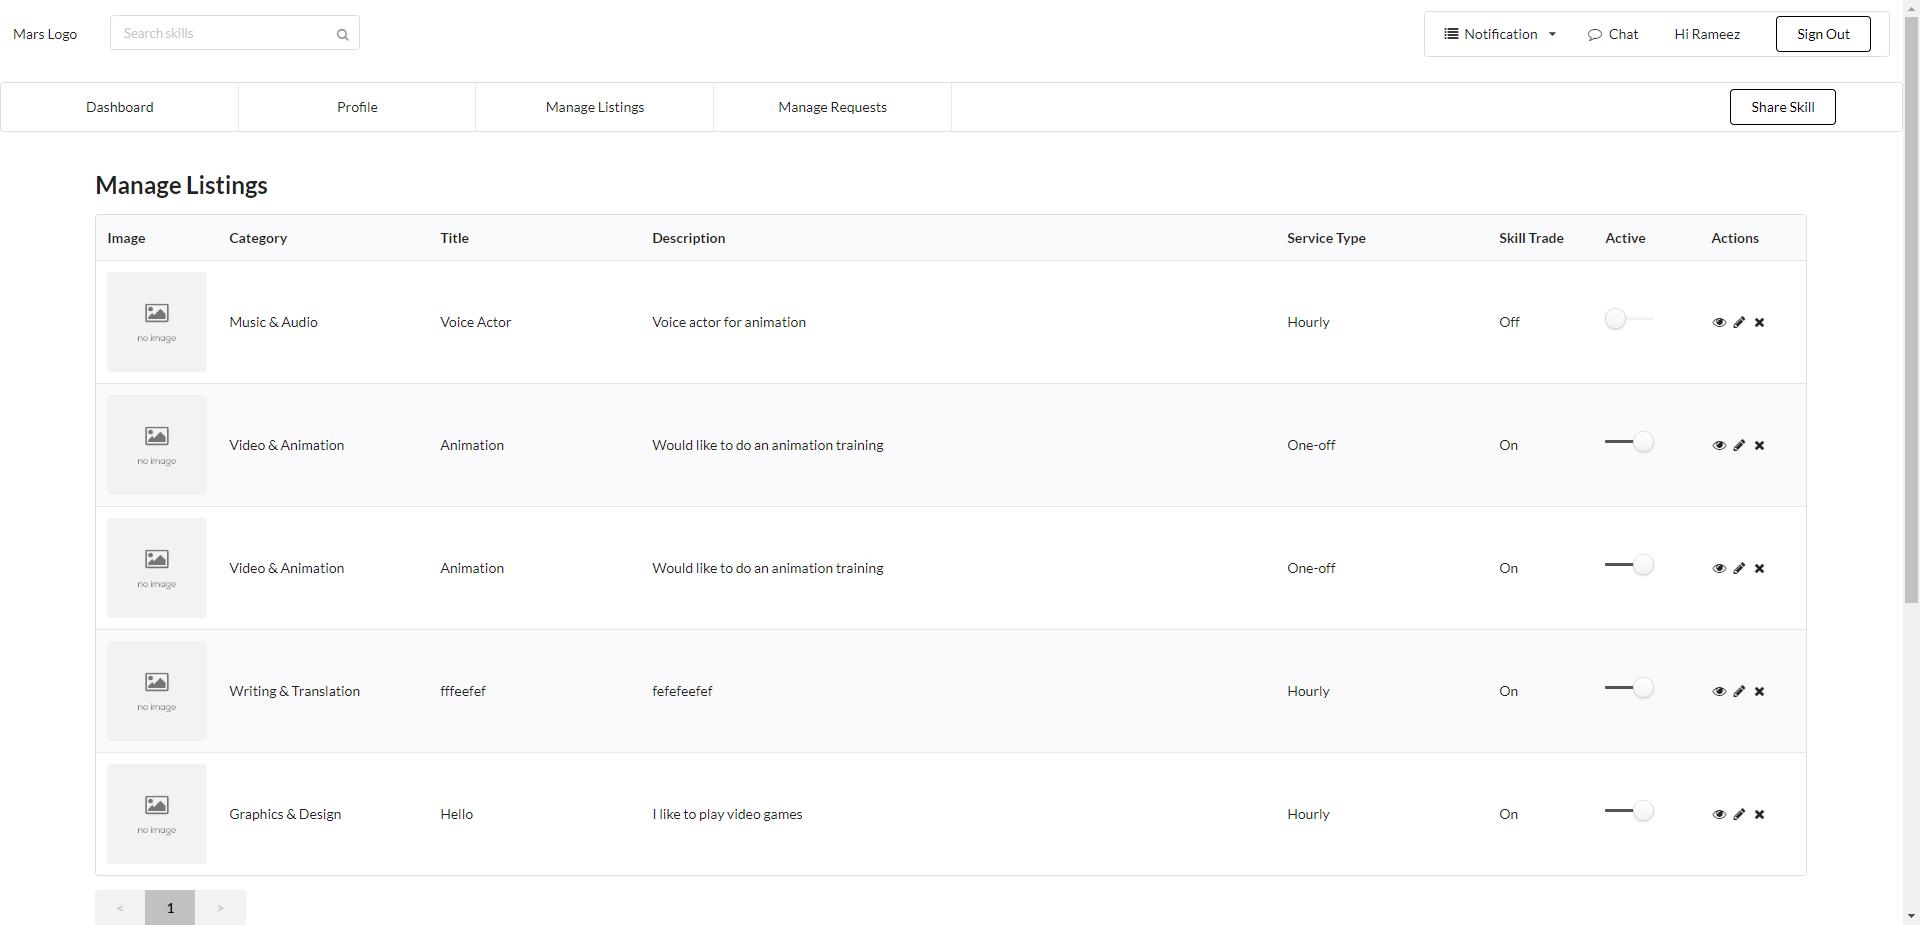 Mars Logo Search skills Notification Chat Hi Rameez Sign Out
Dashboard Profile Manage Listings Manage Requests Share Skill
Manage Listings
Image Category Title Description Service Type Skill Trade Active Actions
no image Music & Audio Voice Actor Voice actor for animation Hourly Off
no image Video & Animation Animation Would like to do an animation training One-off On
no image Video & Animation Animation Would like to do an animation training One-off On
no image Writing & Translation fffeefef fefefeefef Hourly On
no image Graphics & Design Hello I like to play video games Hourly On
< 1 >